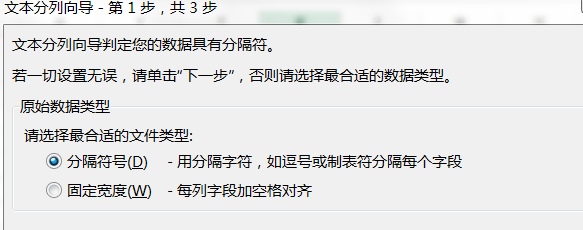 文本分列向导 - 第 1 步，共 3 步
文本分列向导判定您的数据具有分隔符。
若一切设置无误，请单击“下一步”，否则请选择最合适的数据类型。
原始数据类型
请选择最合适的文件类型:
分隔符号(D) - 用分隔字符，如逗号或制表符分隔每个字段
固定宽度(W) - 每列字段加空格对齐